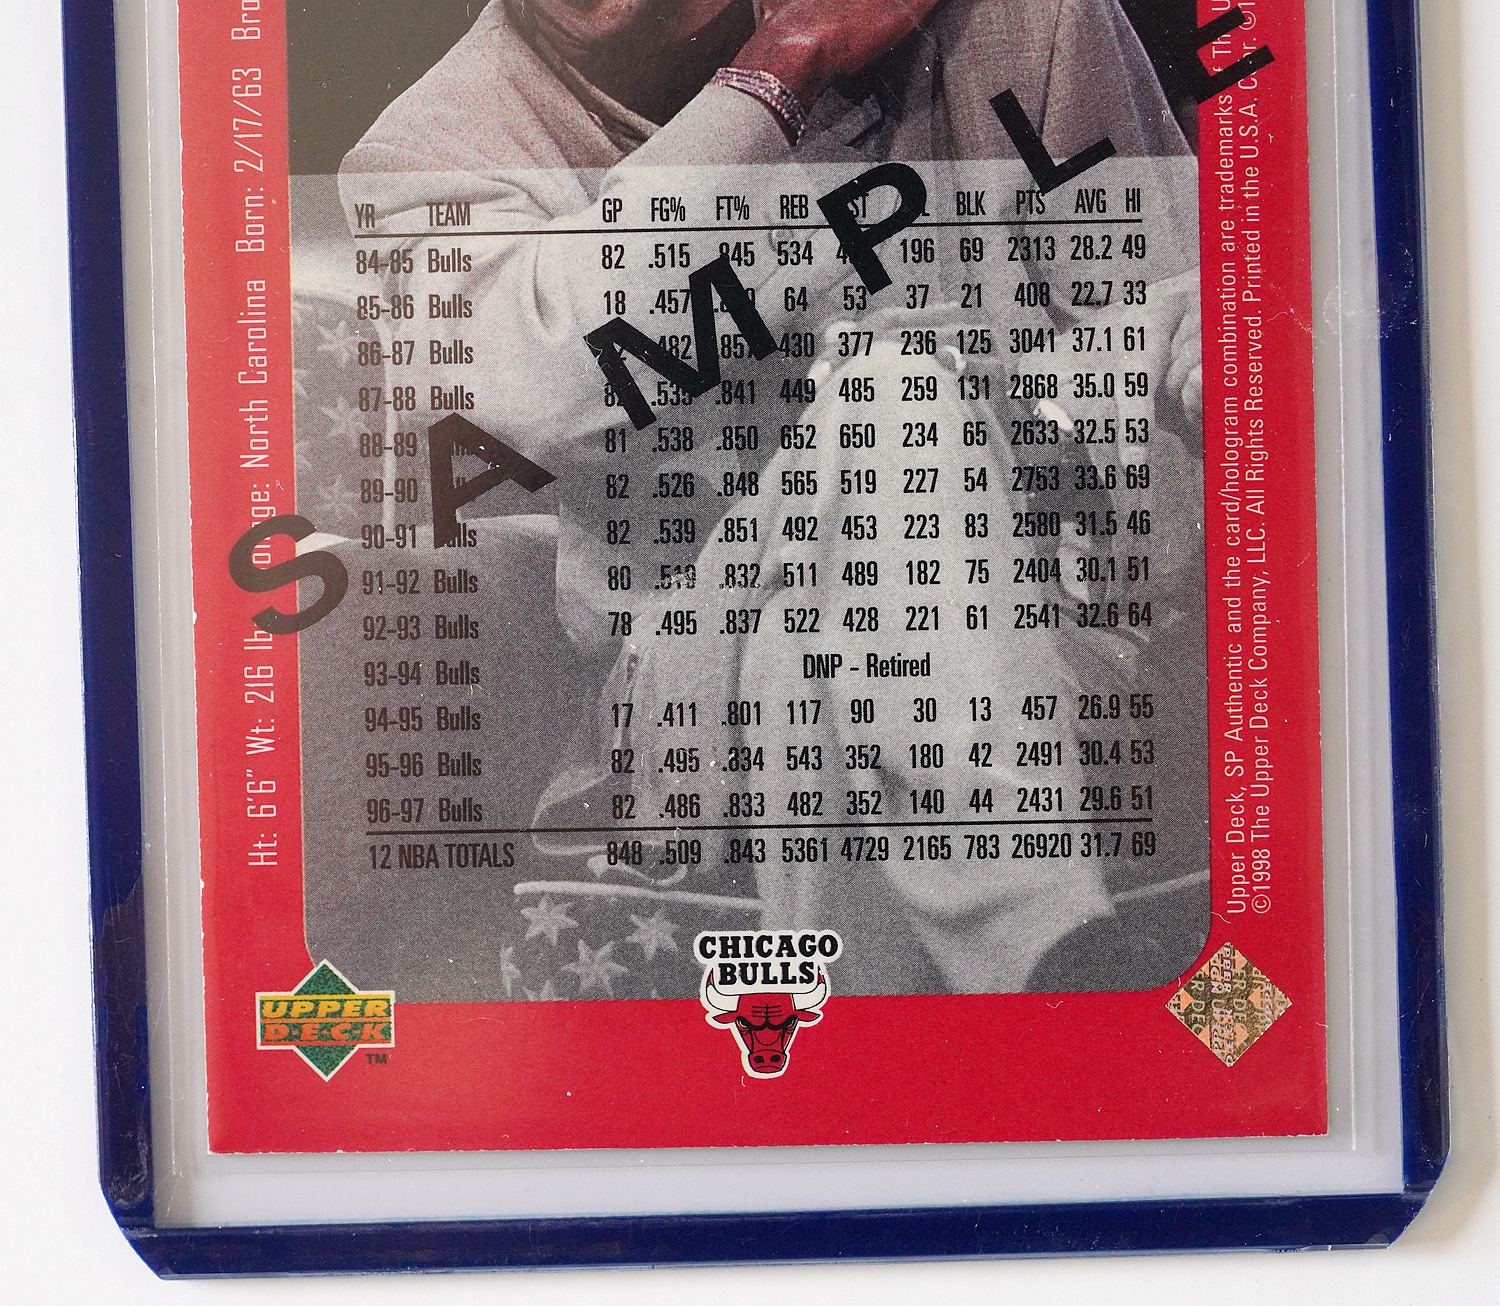 Ht: 6'6" Wt: 216 North Carolina Born: 2/17/63
SAMPLE
YR TEAM GP FG% FT% REB BLK PTS AVG HI
84-85 Bulls 82 .515 .845 534 196 69 2313 28.2 49
85-86 Bulls 18 .457 64 53 37 21 408 22.7 33
86-87 Bulls .482 .857 430 377 236 125 3041 37.1 61
87-88 Bulls 82 .535 .841 449 485 259 131 2868 35.0 59
88-89 Bulls 81 .538 .850 652 650 234 65 2633 32.5 53
89-90 Bulls 82 .526 .848 565 519 227 54 2753 33.6 69
90-91 Bulls 82 .539 .851 492 453 223 83 2580 31.5 46
91-92 Bulls 80 .519 .832 511 489 182 75 2404 30.1 51
92-93 Bulls 78 .495 .837 522 428 221 61 2541 32.6 64
93-94 Bulls DNP - Retired
94-95 Bulls 17 .411 .801 117 90 30 13 457 26.9 55
95-96 Bulls 82 .495 .834 543 352 180 42 2491 30.4 53
96-97 Bulls 82 .486 .833 482 352 140 44 2431 29.6 51
12 NBA TOTALS 848 .509 .843 5361 4729 2165 783 26920 31.7 69
CHICAGO
BULLS
UPPER
DECK
TM
Upper Deck, SP Authentic and the card/hologram combination are trademarks of The
©1998 The Upper Deck Company, LLC. All Rights Reserved. Printed in the U.S.A.